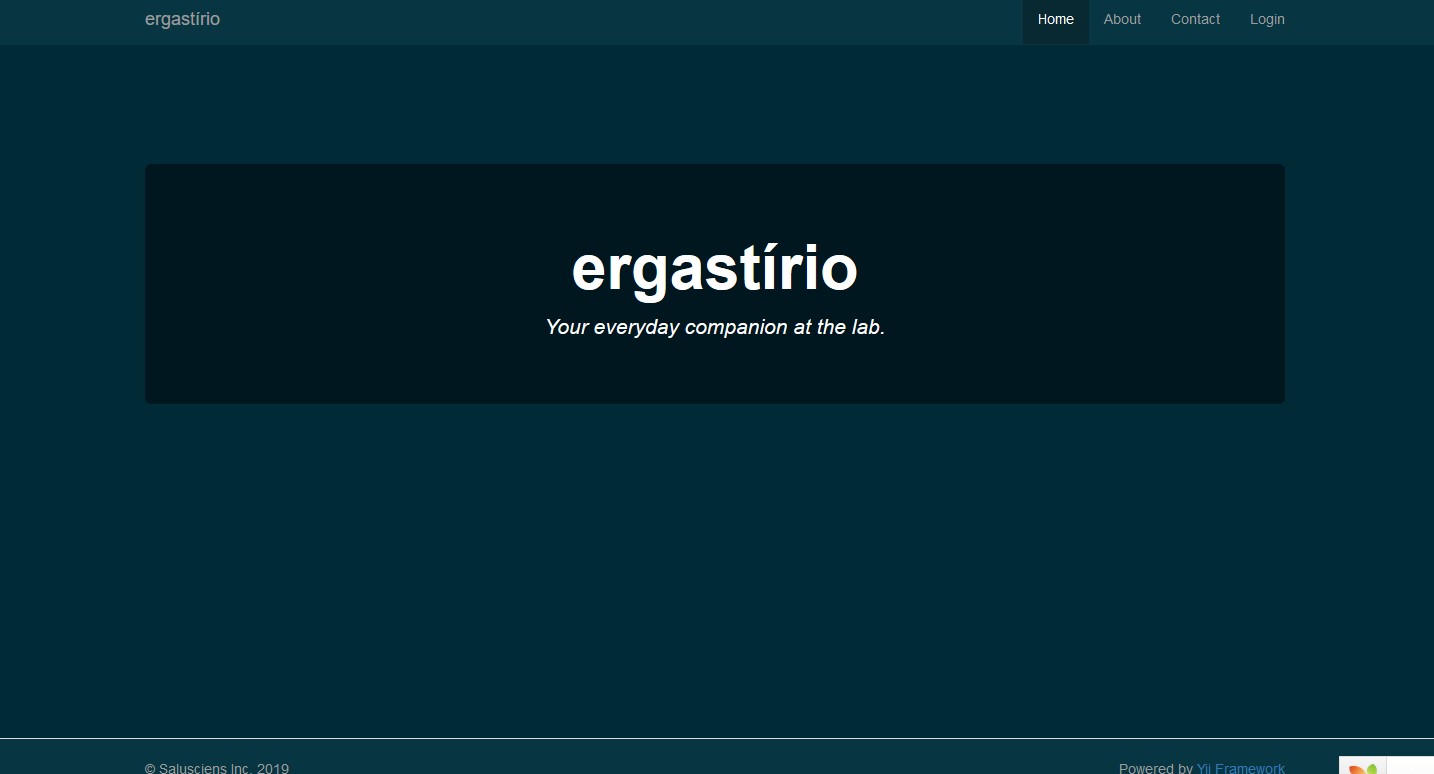 ergastírio
Home About Contact Login
ergastírio
Your everyday companion at the lab.
© Salusciens Inc. 2019
Powered by Yii Framework